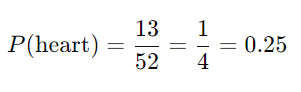 P(heart) = 13/52 = 1/4 = 0.25